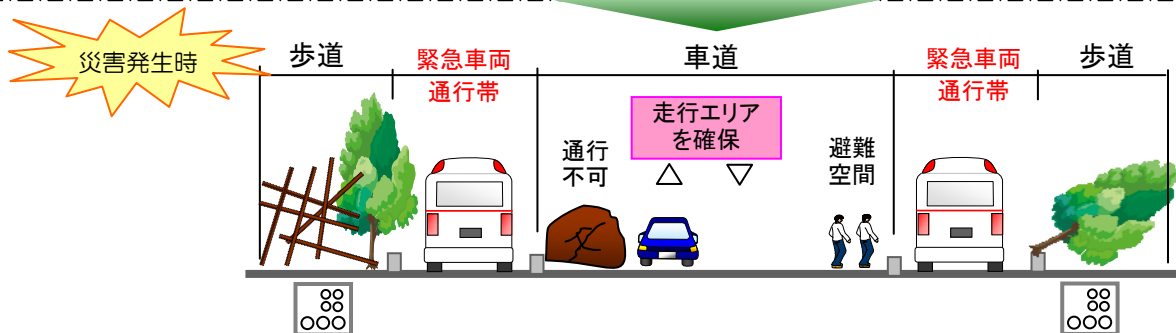 災害発生時
歩道
緊急車両
通行帯
車道
緊急車両
通行帯
歩道
走行エリア
を確保
通行
不可
避難
空間